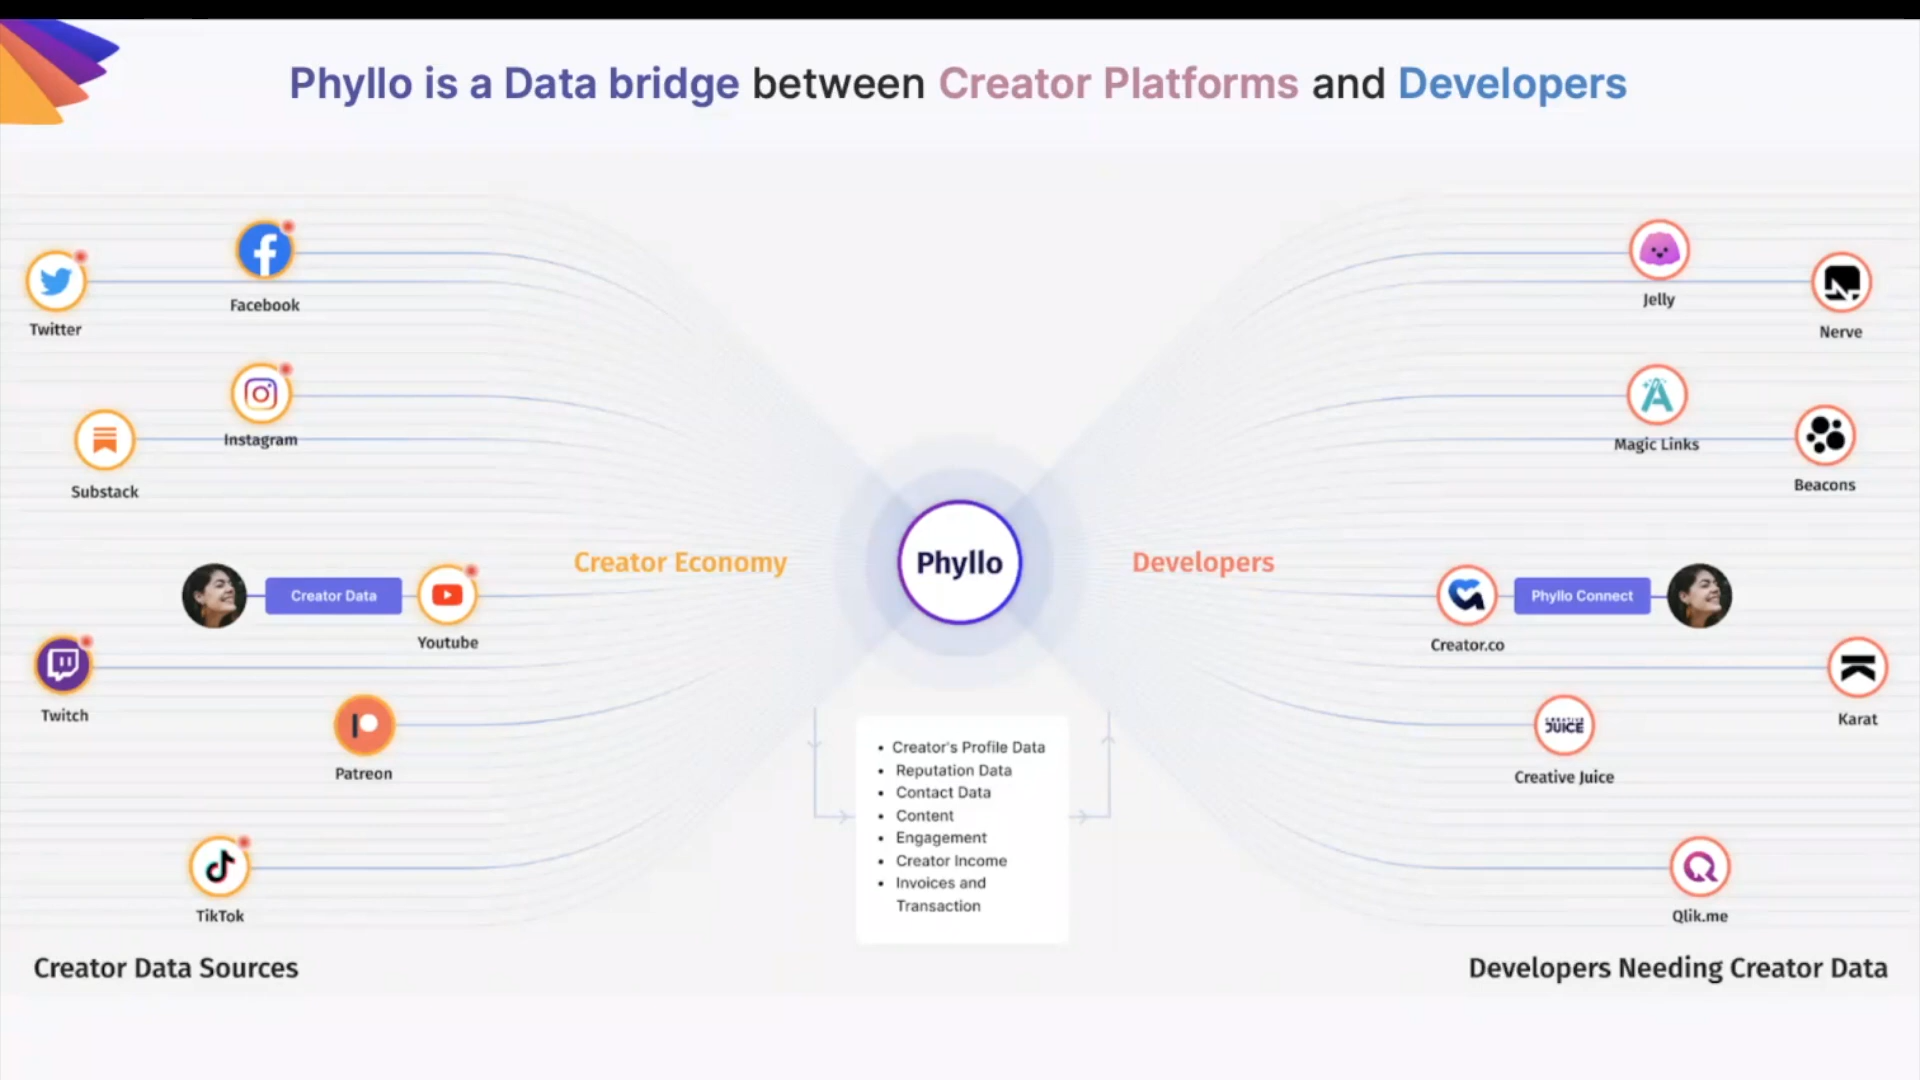 Phyllo is a Data bridge between Creator Platforms and Developers
Facebook
Twitter
Instagram
Substack
Creator Data
Youtube
Twitch
Patreon
TikTok
Creator Data Sources
Creator Economy
Phyllo
Developers
• Creator's Profile Data
• Reputation Data
• Contact Data
• Content
• Engagement
• Creator Income
• Invoices and
Transaction
Jelly
Nerve
Magic Links
Beacons
Phyllo Connect
Creator.co
Karat
CREATIVE
JUICE
Creative Juice
Qlik.me
Developers Needing Creator Data